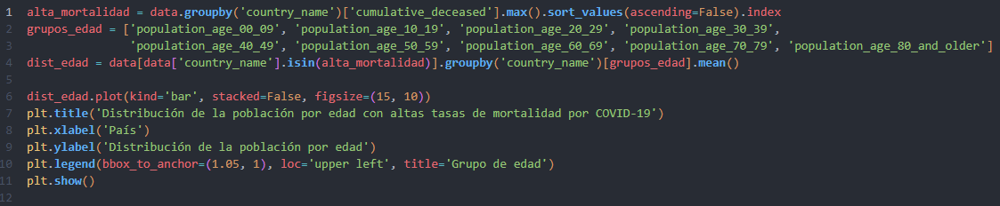 1 alta_mortalidad = data.groupby('country_name')['cumulative_deceased'].max().sort_values(ascending=False).index
2 grupos_edad = ['population_age_00_09', 'population_age_10_19', 'population_age_20_29', 'population_age_30_39',
3 'population_age_40_49', 'population_age_50_59', 'population_age_60_69', 'population_age_70_79', 'population_age_80_and_older']
4 dist_edad = data[data['country_name'].isin(alta_mortalidad)].groupby('country_name')[grupos_edad].mean()
5
6 dist_edad.plot(kind='bar', stacked=False, figsize=(15, 10))
7 plt.title('Distribución de la población por edad con altas tasas de mortalidad por COVID-19')
8 plt.xlabel('País')
9 plt.ylabel('Distribución de la población por edad')
10 plt.legend(bbox_to_anchor=(1.05, 1), loc='upper left', title='Grupo de edad')
11 plt.show()
12